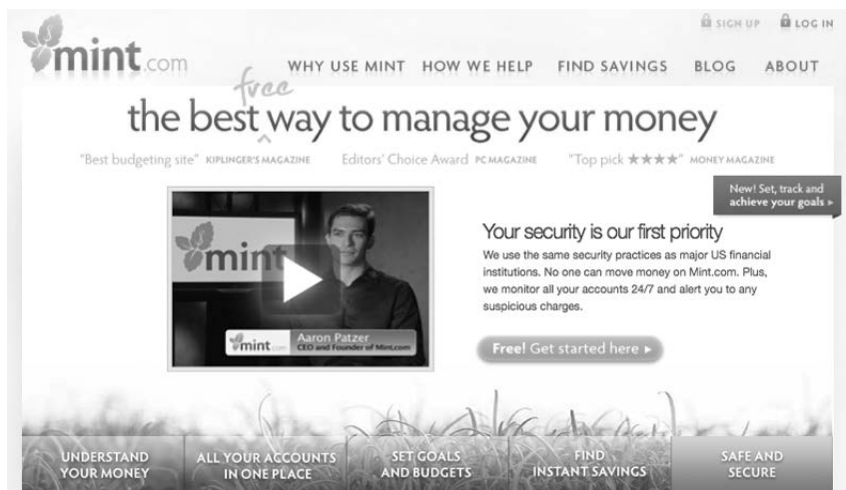 SIGN UP LOG IN
mint.com
WHY USE MINT HOW WE HELP FIND SAVINGS BLOG ABOUT
free
the best way to manage your money
"Best budgeting site" KIPLINGER'S MAGAZINE Editors' Choice Award PC MAGAZINE "Top pick ★★★★" MONEY MAGAZINE
New! Set, track and
achieve your goals ▸
mint
Aaron Patzer
mint.com CEO and Founder of Mint.com
Your security is our first priority
We use the same security practices as major US financial
institutions. No one can move money on Mint.com. Plus,
we monitor all your accounts 24/7 and alert you to any
suspicious charges.
Free! Get started here ▸
UNDERSTAND
YOUR MONEY
ALL YOUR ACCOUNTS
IN ONE PLACE
SET GOALS
AND BUDGETS
FIND
INSTANT SAVINGS
SAFE AND
SECURE